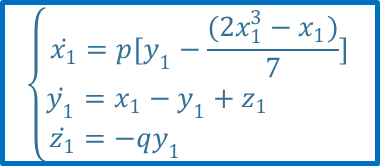 ẋ₁ = p[y₁ − (2x₁³ − x₁)/7]
ẏ₁ = x₁ − y₁ + z₁
ż₁ = −qy₁